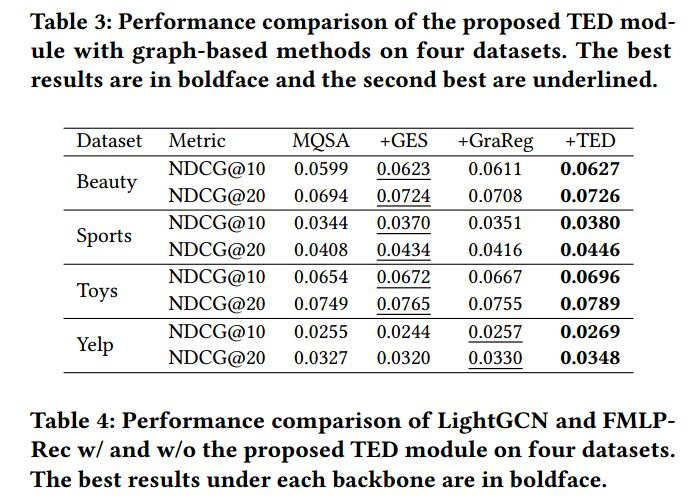 Table 3: Performance comparison of the proposed TED mod-
ule with graph-based methods on four datasets. The best
results are in boldface and the second best are underlined.
Dataset Metric MQSA +GES +GraReg +TED
Beauty NDCG@10 0.0599 0.0623 0.0611 0.0627
NDCG@20 0.0694 0.0724 0.0708 0.0726
Sports NDCG@10 0.0344 0.0370 0.0351 0.0380
NDCG@20 0.0408 0.0434 0.0416 0.0446
Toys NDCG@10 0.0654 0.0672 0.0667 0.0696
NDCG@20 0.0749 0.0765 0.0755 0.0789
Yelp NDCG@10 0.0255 0.0244 0.0257 0.0269
NDCG@20 0.0327 0.0320 0.0330 0.0348
Table 4: Performance comparison of LightGCN and FMLP-
Rec w/ and w/o the proposed TED module on four datasets.
The best results under each backbone are in boldface.